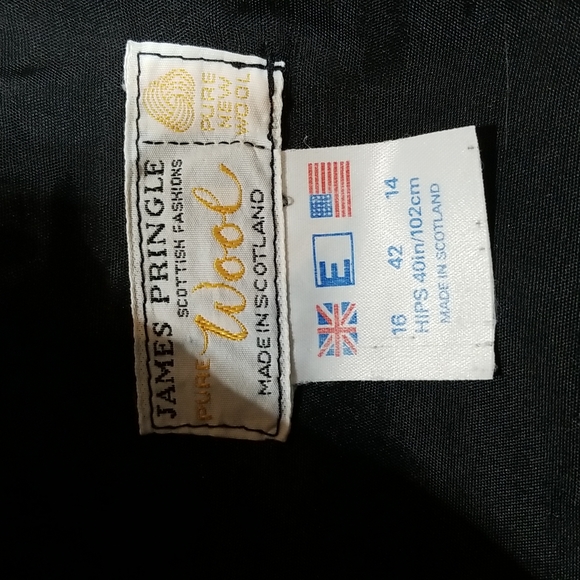 JAMES PRINGLE
SCOTTISH FASHIONS
PURE Wool
MADE IN SCOTLAND
PURE
NEW
WOOL
E
16 42 14
HIPS 40in/102cm
MADE IN SCOTLAND